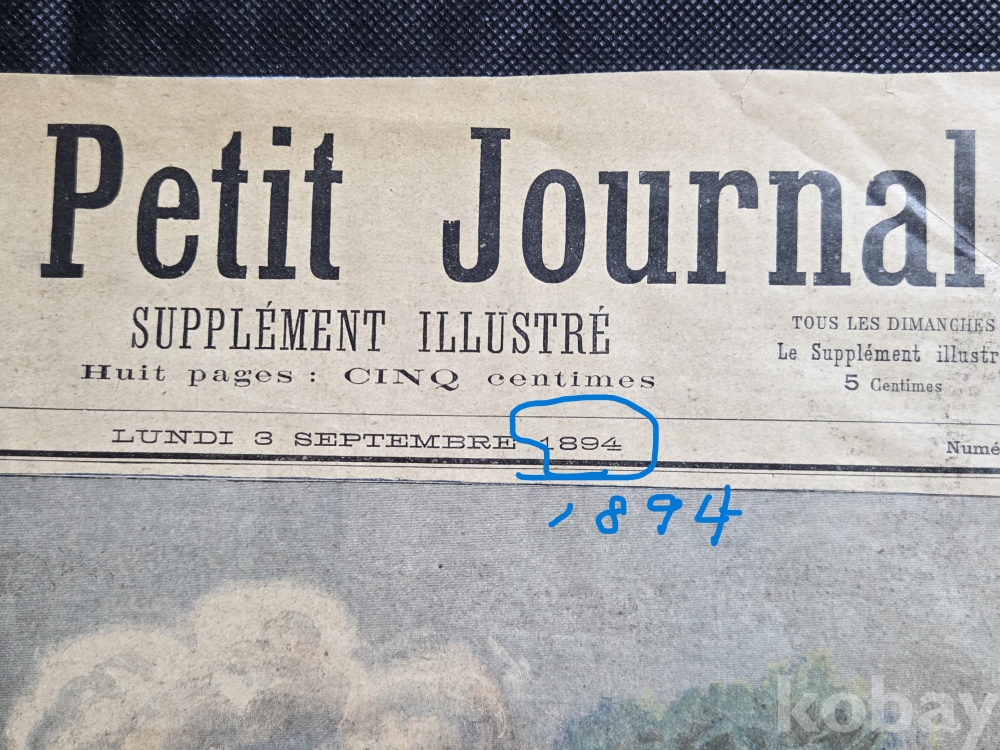 Petit Journal
SUPPLÉMENT ILLUSTRÉ
Huit pages: CINQ centimes
TOUS LES DIMANCHES
Le Supplément illustr
5 Centimes
LUNDI 3 SEPTEMBRE 1894
Numé
1894
kobay